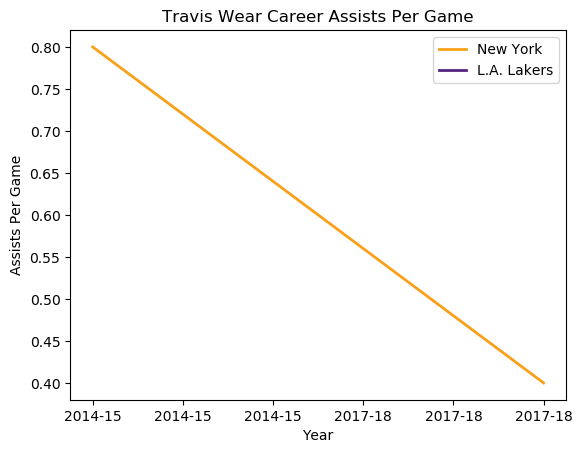 Travis Wear Career Assists Per Game
New York
L.A. Lakers
0.80
0.75
0.70
0.65
0.60
0.55
0.50
0.45
0.40
Assists Per Game
2014-15 2014-15 2014-15 2017-18 2017-18 2017-18
Year